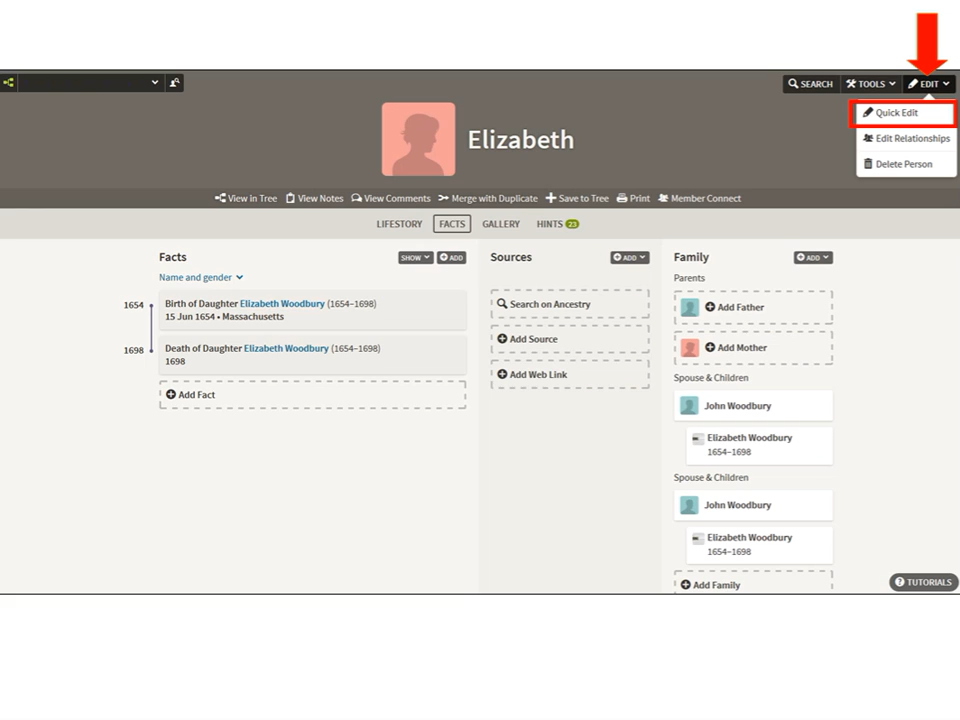 SEARCH TOOLS EDIT
Quick Edit
Edit Relationships
Delete Person
Elizabeth
View in Tree View Notes View Comments Merge with Duplicate Save to Tree Print Member Connect
LIFESTORY FACTS GALLERY HINTS 23
Facts SHOW ADD
Name and gender
1654
Birth of Daughter Elizabeth Woodbury (1654–1698)
15 Jun 1654 • Massachusetts
1698
Death of Daughter Elizabeth Woodbury (1654–1698)
1698
Add Fact
Sources ADD
Search on Ancestry
Add Source
Add Web Link
Family ADD
Parents
Add Father
Add Mother
Spouse & Children
John Woodbury
Elizabeth Woodbury
1654–1698
Spouse & Children
John Woodbury
Elizabeth Woodbury
1654–1698
Add Family
TUTORIALS